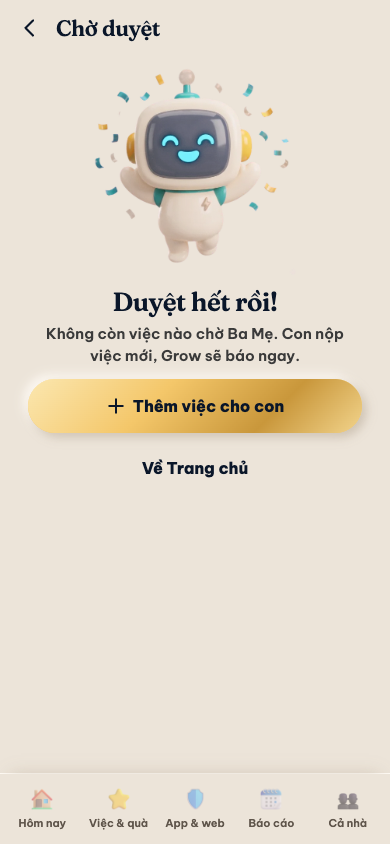 Chờ duyệt
Duyệt hết rồi!
Không còn việc nào chờ Ba Mẹ. Con nộp
việc mới, Grow sẽ báo ngay.
+ Thêm việc cho con
Về Trang chủ
Hôm nay
Việc & quà
App & web
Báo cáo
Cả nhà